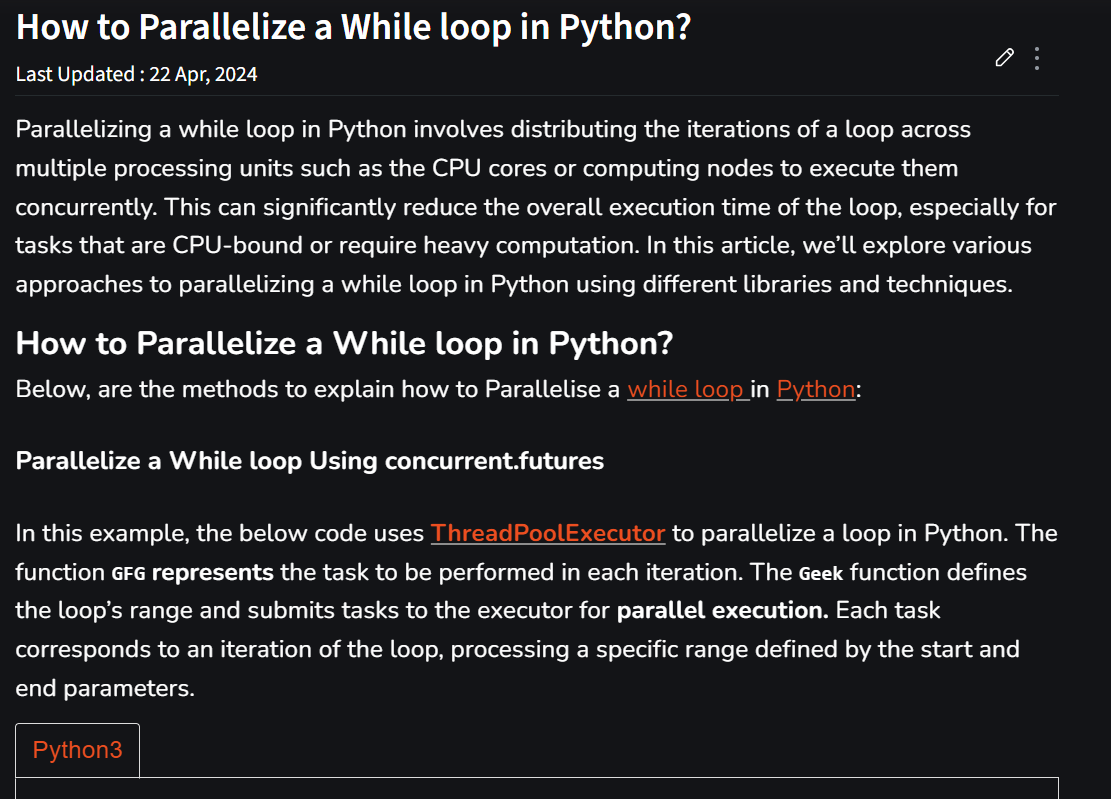 How to Parallelize a While loop in Python?
Last Updated : 22 Apr, 2024
Parallelizing a while loop in Python involves distributing the iterations of a loop across
multiple processing units such as the CPU cores or computing nodes to execute them
concurrently. This can significantly reduce the overall execution time of the loop, especially for
tasks that are CPU-bound or require heavy computation. In this article, we’ll explore various
approaches to parallelizing a while loop in Python using different libraries and techniques.
How to Parallelize a While loop in Python?
Below, are the methods to explain how to Parallelise a while loop in Python:
Parallelize a While loop Using concurrent.futures
In this example, the below code uses ThreadPoolExecutor to parallelize a loop in Python. The
function GFG represents the task to be performed in each iteration. The Geek function defines
the loop’s range and submits tasks to the executor for parallel execution. Each task
corresponds to an iteration of the loop, processing a specific range defined by the start and
end parameters.
Python3